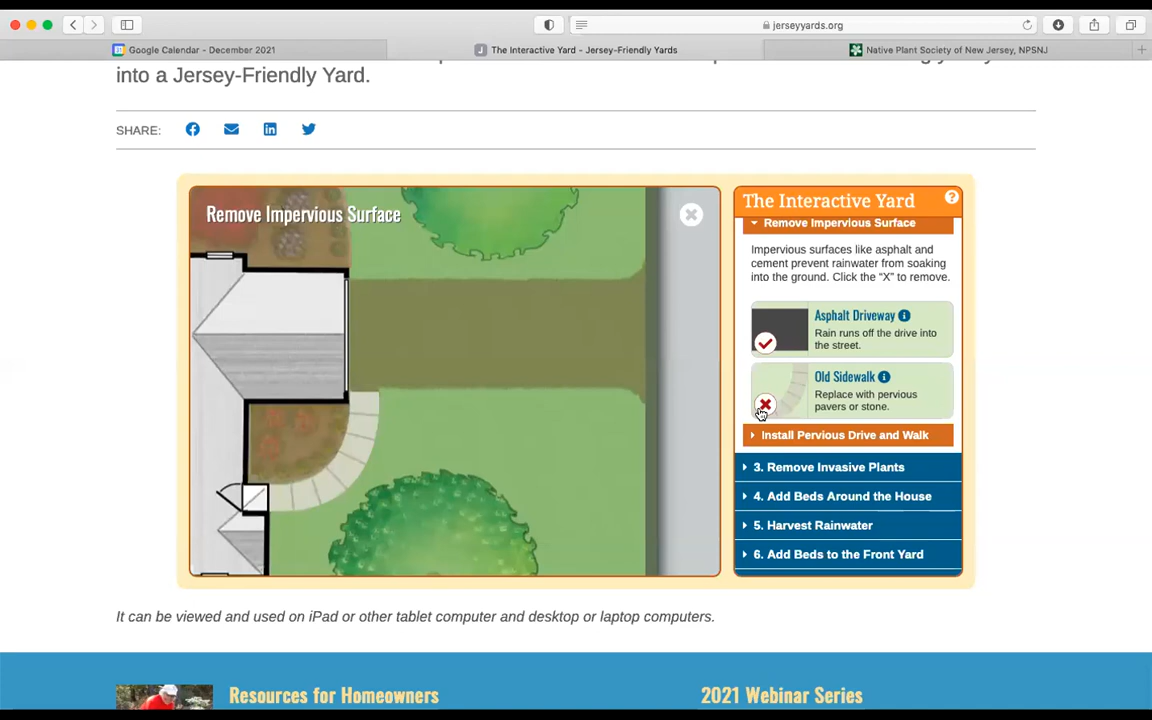 jerseyyards.org
Google Calendar - December 2021
The Interactive Yard - Jersey-Friendly Yards
Native Plant Society of New Jersey, NPSNJ
into a Jersey-Friendly Yard.
SHARE:
Remove Impervious Surface
The Interactive Yard
?
Remove Impervious Surface
Impervious surfaces like asphalt and
cement prevent rainwater from soaking
into the ground. Click the “X” to remove.
Asphalt Driveway
Rain runs off the drive into
the street.
Old Sidewalk
Replace with pervious
pavers or stone.
Install Pervious Drive and Walk
3. Remove Invasive Plants
4. Add Beds Around the House
5. Harvest Rainwater
6. Add Beds to the Front Yard
It can be viewed and used on iPad or other tablet computer and desktop or laptop computers.
Resources for Homeowners
2021 Webinar Series